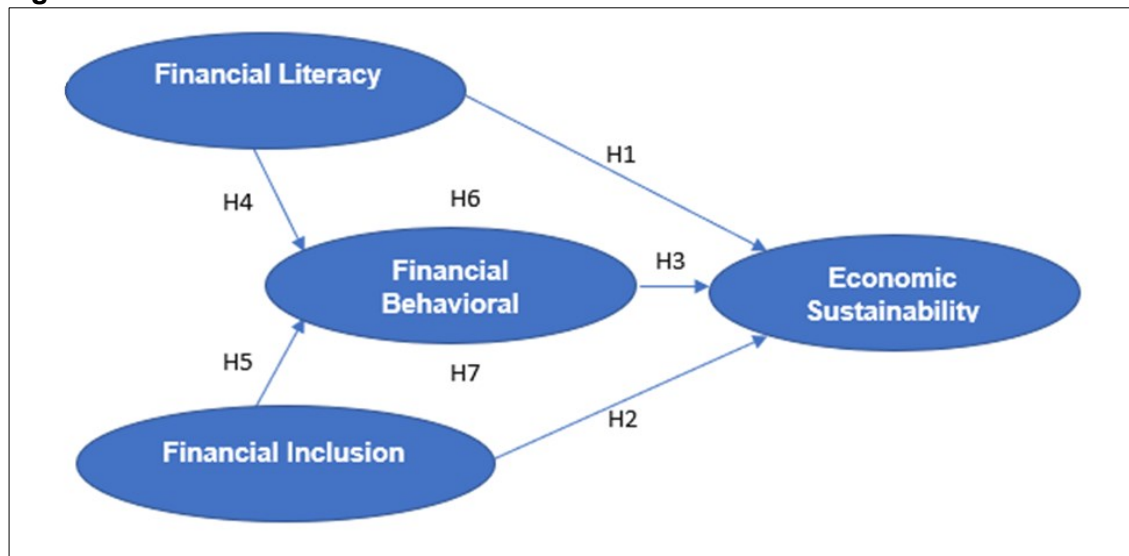 Financial Literacy
H1
H4
H6
Financial
Behavioral
H3
Economic
Sustainability
H5
H7
H2
Financial Inclusion